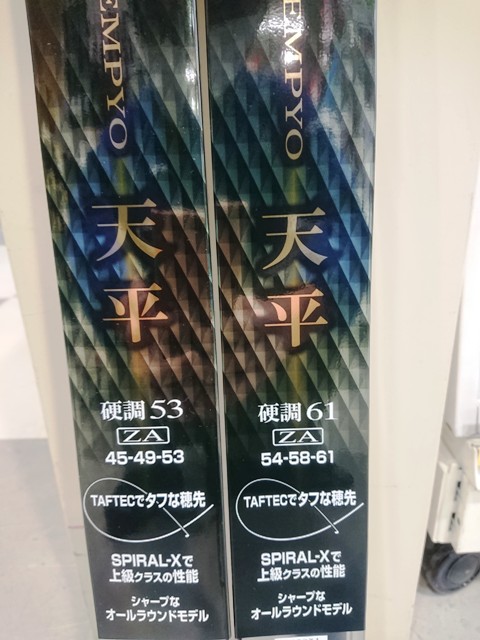 EMPYO
天平
硬調53
ZA
45-49-53
TAFTECでタフな穂先
SPIRAL-Xで
上級クラスの性能
シャープな
オールラウンドモデル
EMPYO
天平
硬調61
ZA
54-58-61
TAFTECでタフな穂先
SPIRAL-Xで
上級クラスの性能
シャープな
オールラウンドモデル